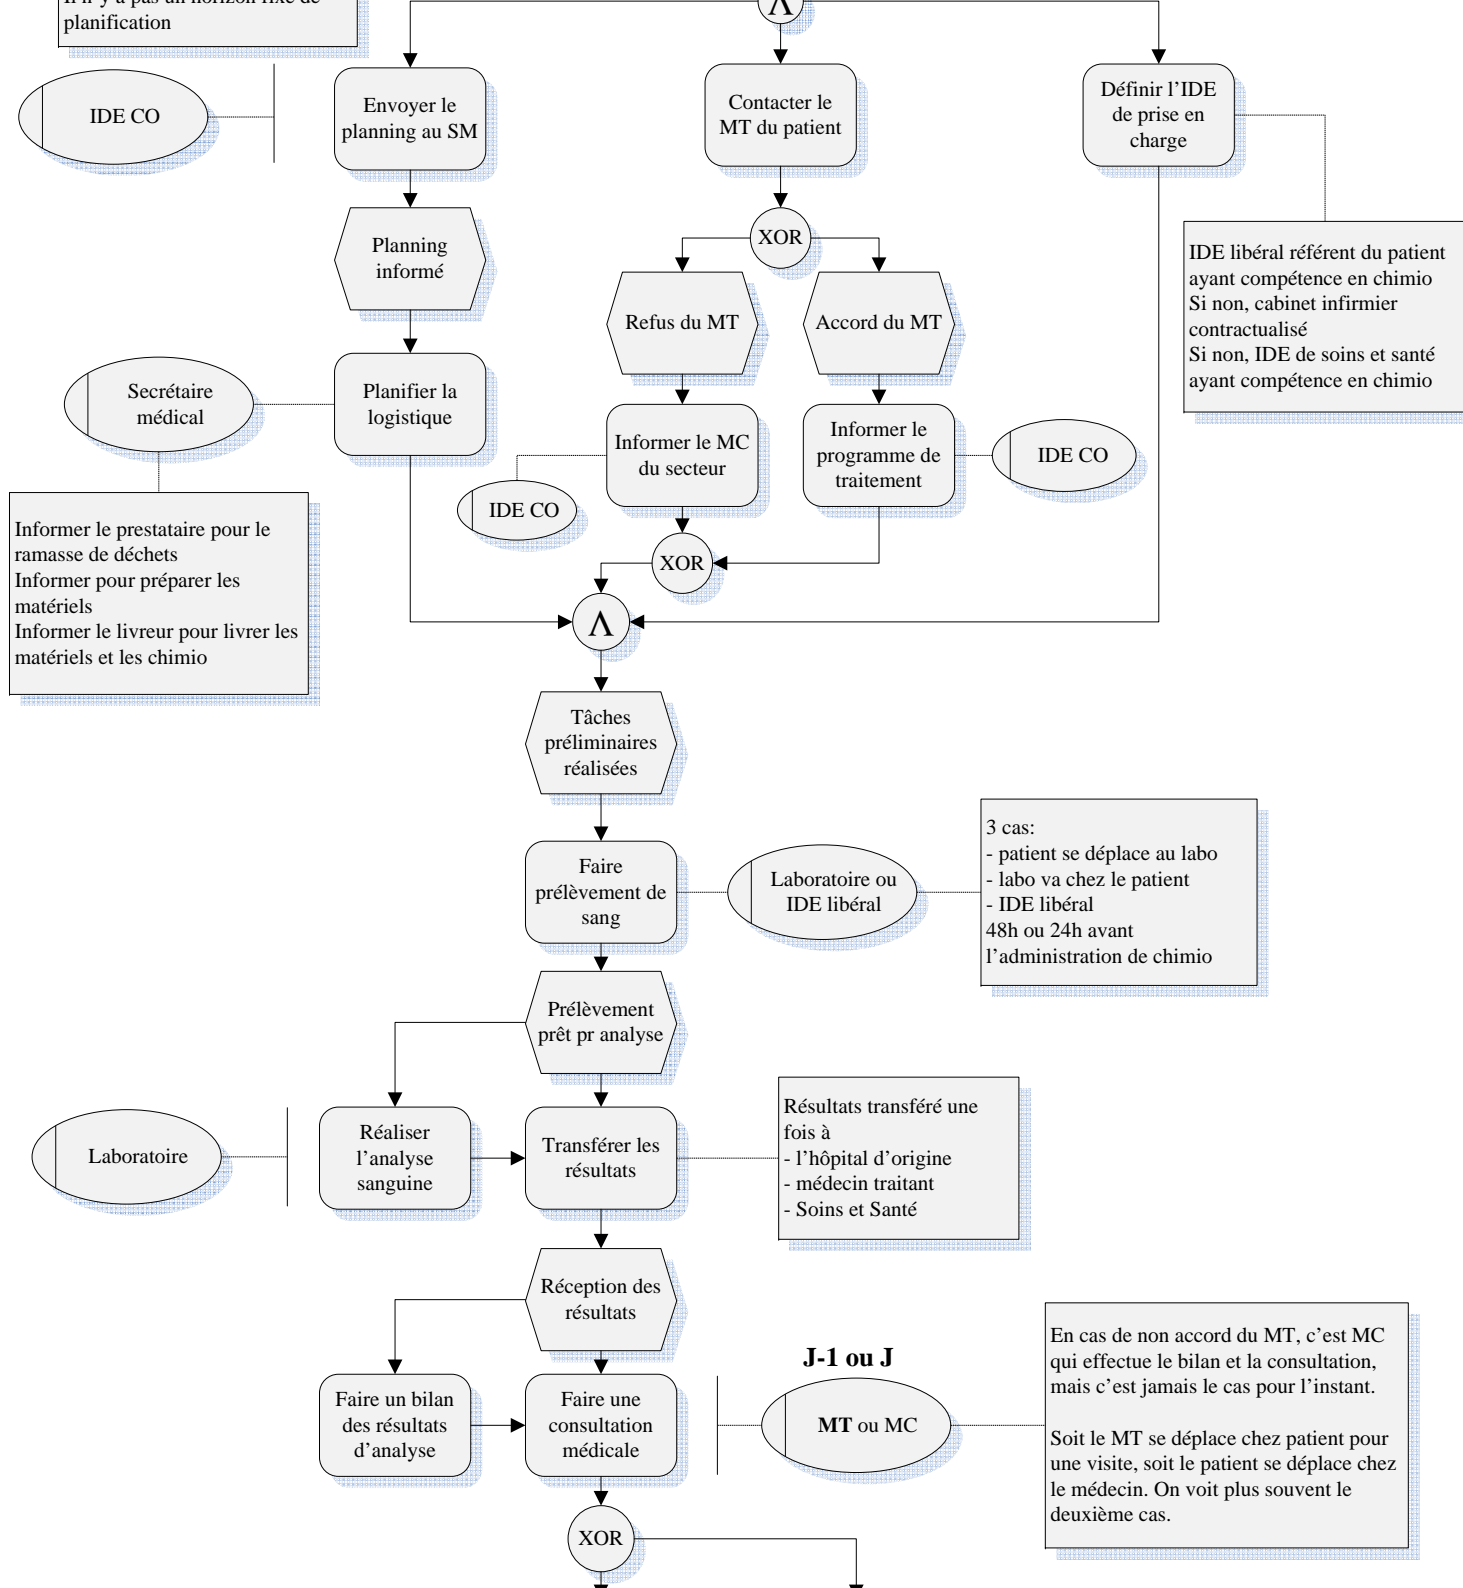 Il n'y a pas un horizon fixe de
planification
Λ
IDE CO
Envoyer le
planning au SM
Contacter le
MT du patient
Définir l'IDE
de prise en
charge
Planning
informé
XOR
Refus du MT
Accord du MT
IDE libéral référent du patient
ayant compétence en chimio
Si non, cabinet infirmier
contractualisé
Si non, IDE de soins et santé
ayant compétence en chimio
Secrétaire
médical
Planifier la
logistique
Informer le MC
du secteur
Informer le
programme de
traitement
IDE CO
IDE CO
Informer le prestataire pour le
ramasse de déchets
Informer pour préparer les
matériels
Informer le livreur pour livrer les
matériels et les chimio
XOR
Λ
Tâches
préliminaires
réalisées
Faire
prélèvement de
sang
Laboratoire ou
IDE libéral
3 cas:
- patient se déplace au labo
- labo va chez le patient
- IDE libéral
48h ou 24h avant
l'administration de chimio
Prélèvement
prêt pr analyse
Laboratoire
Réaliser
l'analyse
sanguine
Transférer les
résultats
Résultats transféré une
fois à
- l'hôpital d'origine
- médecin traitant
- Soins et Santé
Réception des
résultats
Faire un bilan
des résultats
d'analyse
Faire une
consultation
médicale
J-1 ou J
MT ou MC
En cas de non accord du MT, c'est MC
qui effectue le bilan et la consultation,
mais c'est jamais le cas pour l'instant.
Soit le MT se déplace chez patient pour
une visite, soit le patient se déplace chez
le médecin. On voit plus souvent le
deuxième cas.
XOR